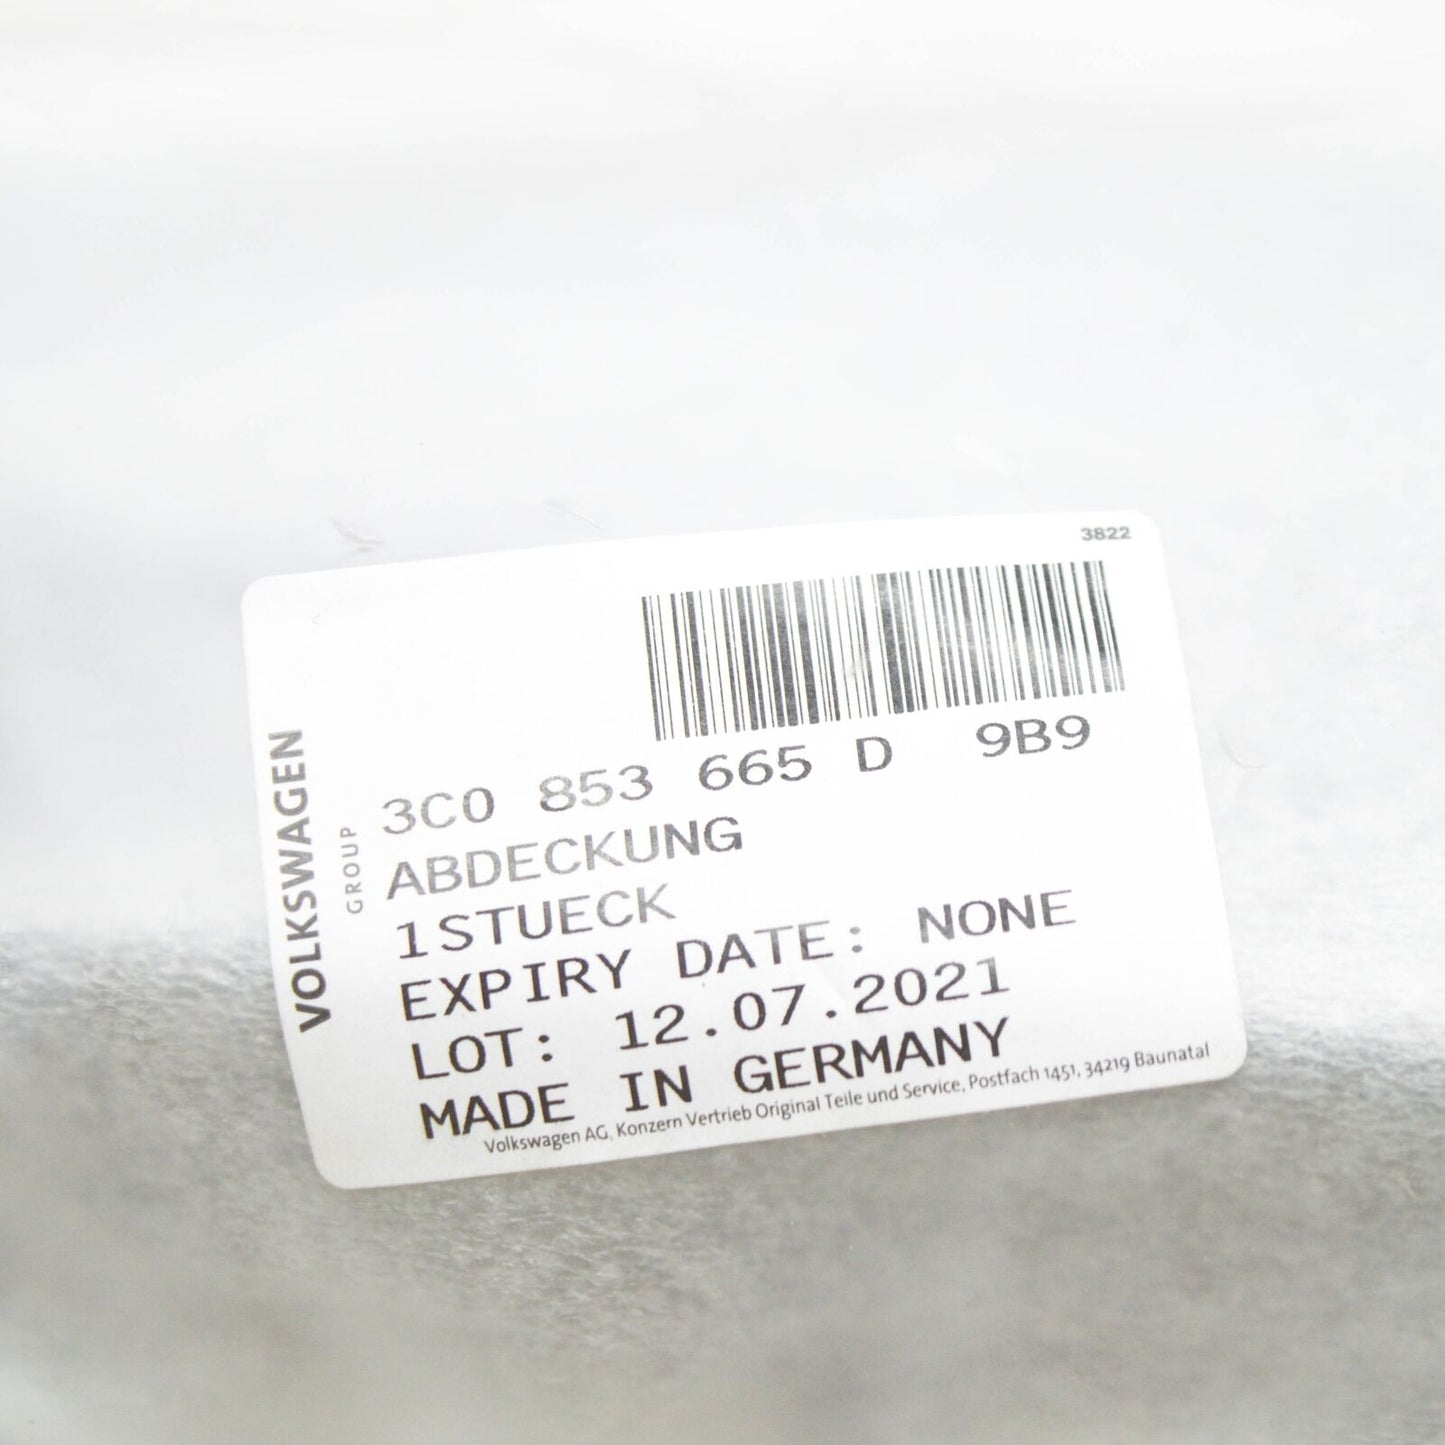 3822
3C0 853 665 D 9B9
ABDECKUNG
1STUECK
EXPIRY DATE: NONE
LOT: 12.07.2021
MADE IN GERMANY
Volkswagen AG, Konzern Vertrieb Original Teile und Service, Postfach 1451, 34219 Baunatal
VOLKSWAGEN
GROUP